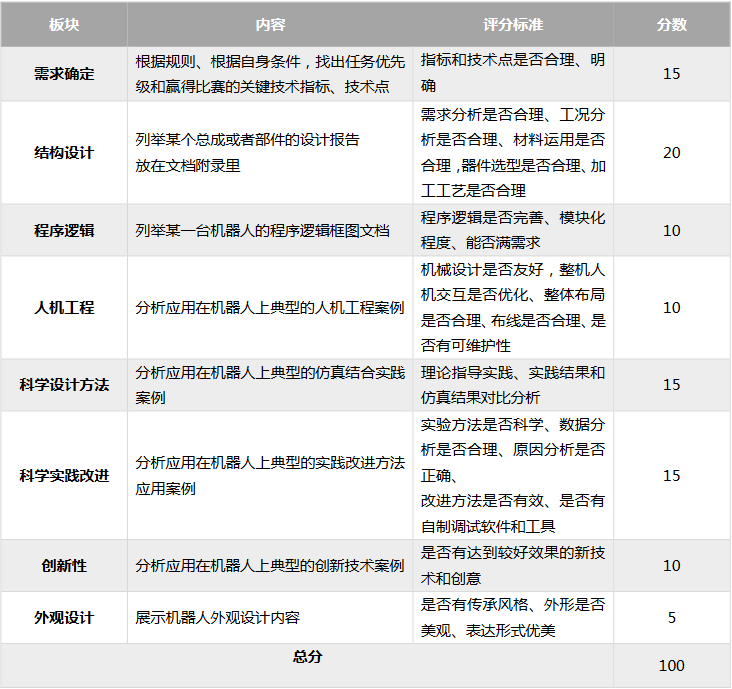 板块 内容 评分标准 分数
需求确定
根据规则、根据自身条件，找出任务优先
级和赢得比赛的关键技术指标、技术点
指标和技术点是否合理、明
确
15
结构设计
列举某个总成或者部件的设计报告
放在文档附录里
需求分析是否合理、工况分
析是否合理、材料运用是否
合理，器件选型是否合理、加
工工艺是否合理
20
程序逻辑
列举某一台机器人的程序逻辑框图文档
程序逻辑是否完善、模块化
程度、能否满需求
10
人机工程
分析应用在机器人上典型的人机工程案例
机械设计是否友好，整机人
机交互是否优化、整体布局
是否合理、布线是否合理、是
否有可维护性
10
科学设计方法
分析应用在机器人上典型的仿真结合实践
案例
理论指导实践、实践结果和
仿真结果对比分析
15
科学实践改进
分析应用在机器人上典型的实践改进方法
应用案例
实验方法是否科学、数据分
析是否合理、原因分析是否
正确、
改进方法是否有效、是否有
自制调试软件和工具
15
创新性
分析应用在机器人上典型的创新技术案例
是否有达到较好效果的新技
术和创意
10
外观设计
展示机器人外观设计内容
是否有传承风格、外形是否
美观、表达形式优美
5
总分
100